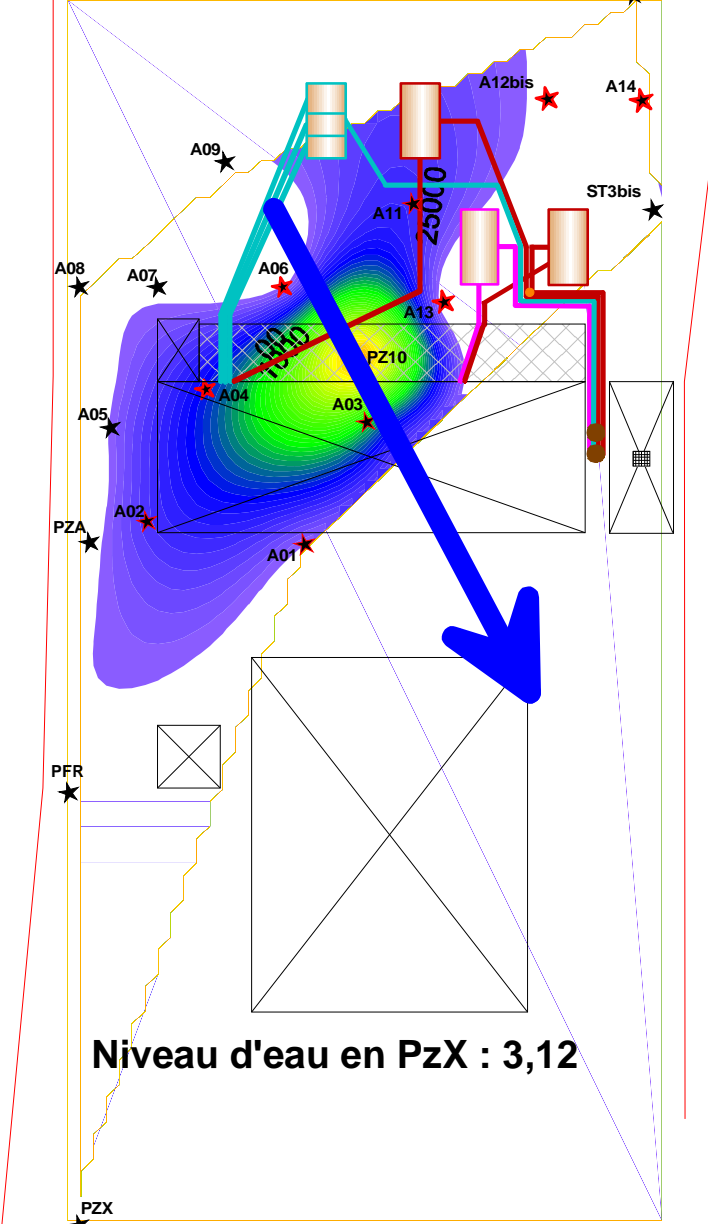 A12bis
A14
A09
ST3bis
A11
25000
A08
A07
A06
A13
PZ10
A04
A03
A05
A02
PZA
A01
PFR
Niveau d'eau en PzX : 3,12
PZX